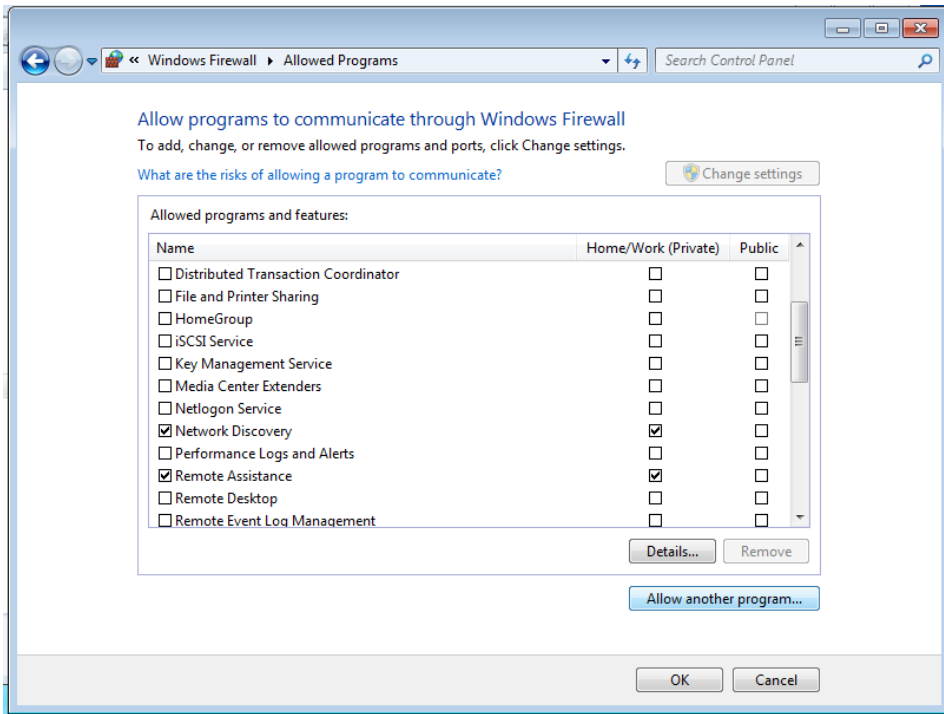 « Windows Firewall Allowed Programs Search Control Panel
Allow programs to communicate through Windows Firewall
To add, change, or remove allowed programs and ports, click Change settings.
What are the risks of allowing a program to communicate? Change settings
Allowed programs and features:
Name Home/Work (Private) Public
Distributed Transaction Coordinator
File and Printer Sharing
HomeGroup
iSCSI Service
Key Management Service
Media Center Extenders
Netlogon Service
Network Discovery
Performance Logs and Alerts
Remote Assistance
Remote Desktop
Remote Event Log Management
Details... Remove
Allow another program...
OK Cancel